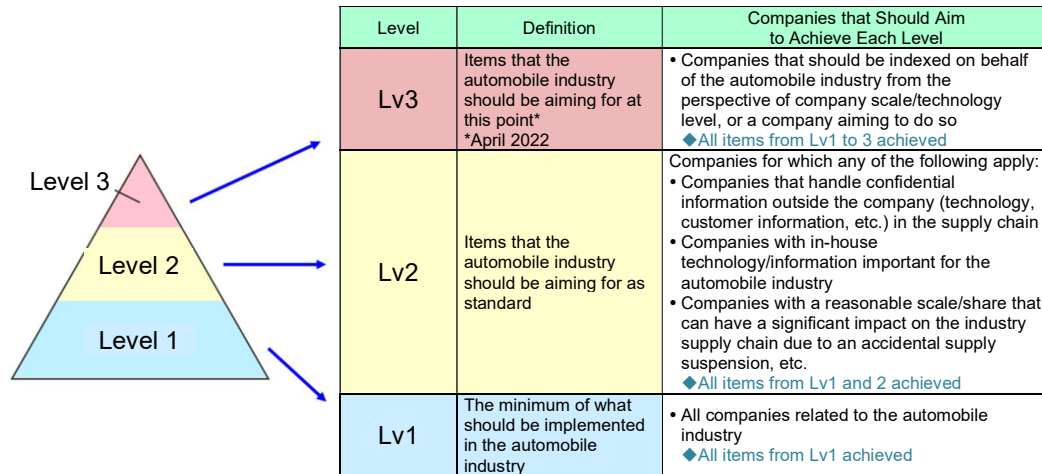 Level 3
Level 2
Level 1
Level
Definition
Companies that Should Aim
to Achieve Each Level
Lv3
Items that the
automobile industry
should be aiming for at
this point*
*April 2022
• Companies that should be indexed on behalf
of the automobile industry from the
perspective of company scale/technology
level, or a company aiming to do so
◆All items from Lv1 to 3 achieved
Lv2
Items that the
automobile industry
should be aiming for as
standard
Companies for which any of the following apply:
• Companies that handle confidential
information outside the company (technology,
customer information, etc.) in the supply chain
• Companies with in-house
technology/information important for the
automobile industry
• Companies with a reasonable scale/share that
can have a significant impact on the industry
supply chain due to an accidental supply
suspension, etc.
◆All items from Lv1 and 2 achieved
Lv1
The minimum of what
should be implemented
in the automobile
industry
• All companies related to the automobile
industry
◆All items from Lv1 achieved